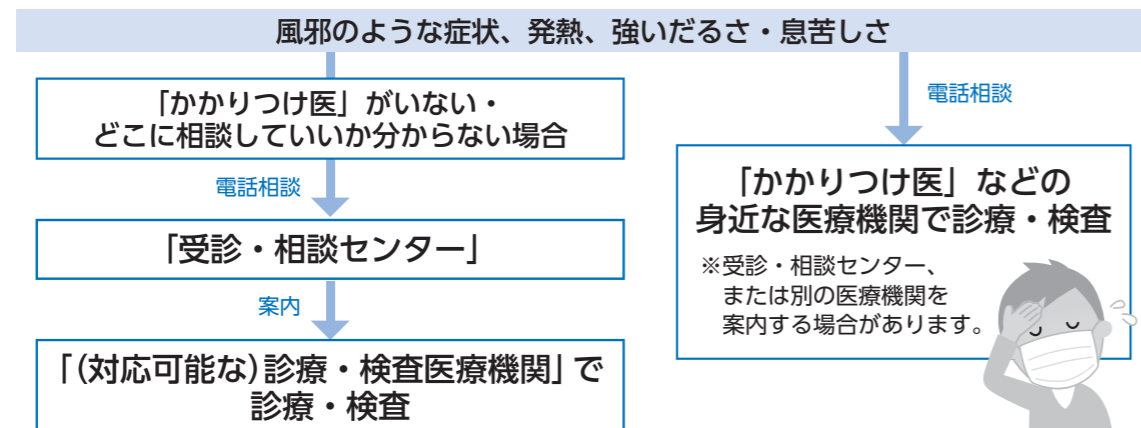 風邪のような症状、発熱、強いだるさ・息苦しさ
「かかりつけ医」がいない・
どこに相談していいか分からない場合
電話相談
「受診・相談センター」
案内
「(対応可能な)診療・検査医療機関」で
診療・検査
電話相談
「かかりつけ医」などの
身近な医療機関で診療・検査
※受診・相談センター、
または別の医療機関を
案内する場合があります。